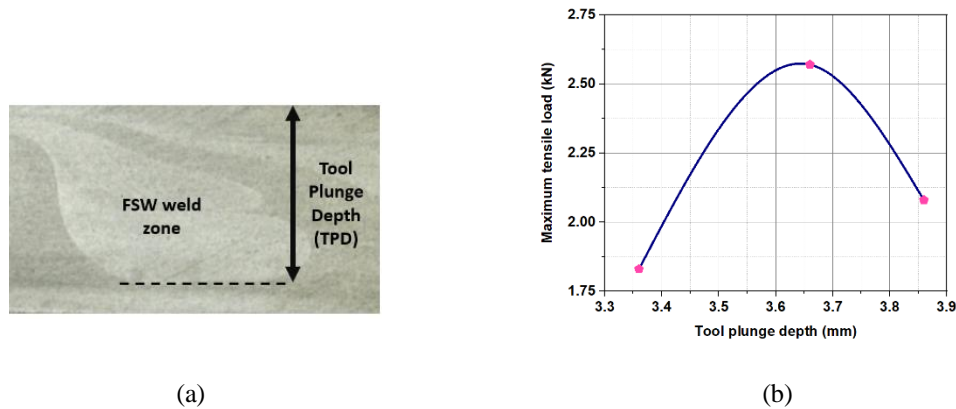 FSW weld
zone
Tool
Plunge
Depth
(TPD)
Maximum tensile load (kN)
2.75
2.50
2.25
2.00
1.75
3.3 3.4 3.5 3.6 3.7 3.8 3.9
Tool plunge depth (mm)
(a) (b)